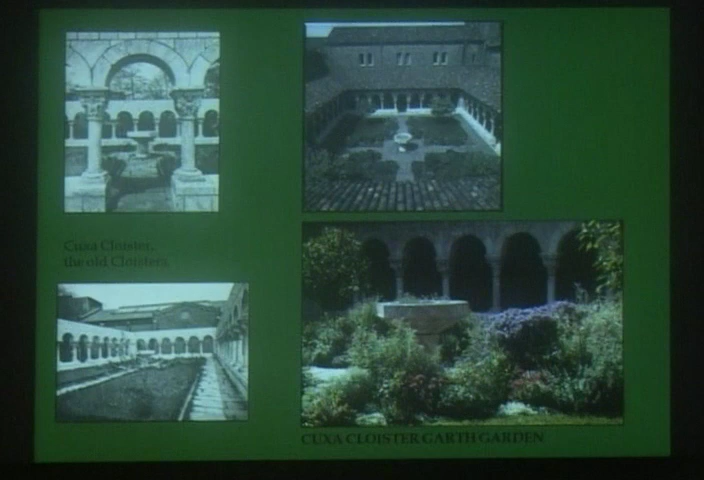 Cuxa Cloister,
the old Cloisters.
CUXA CLOISTER GARTH GARDEN